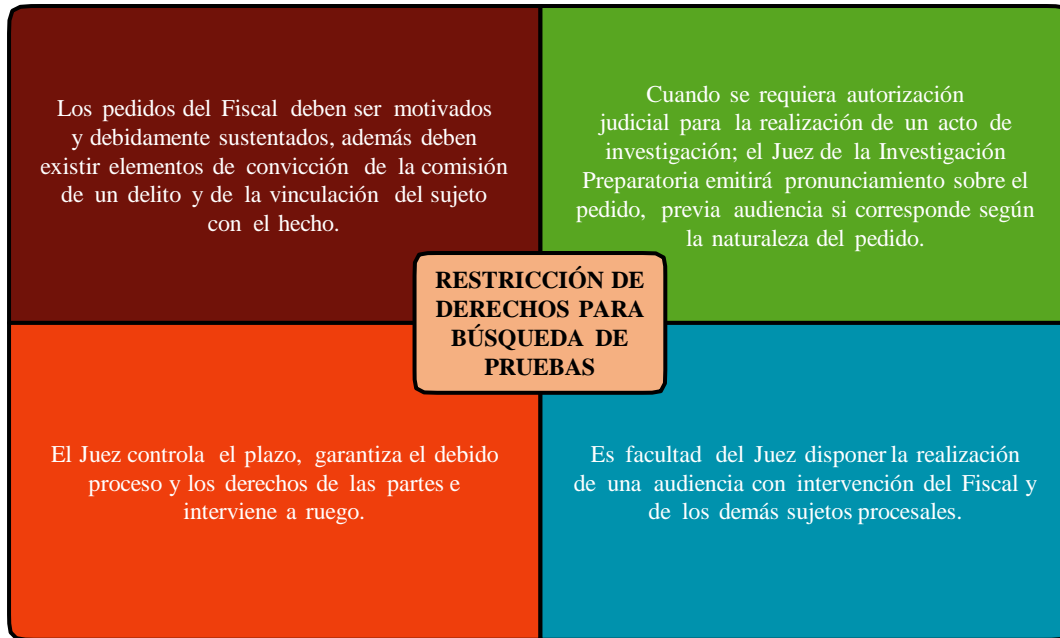 Los pedidos del Fiscal deben ser motivados
y debidamente sustentados, además deben
existir elementos de convicción de la comisión
de un delito y de la vinculación del sujeto
con el hecho.
Cuando se requiera autorización
judicial para la realización de un acto de
investigación; el Juez de la Investigación
Preparatoria emitirá pronunciamiento sobre el
pedido, previa audiencia si corresponde según
la naturaleza del pedido.
RESTRICCIÓN DE
DERECHOS PARA
BÚSQUEDA DE
PRUEBAS
El Juez controla el plazo, garantiza el debido
proceso y los derechos de las partes e
interviene a ruego.
Es facultad del Juez disponer la realización
de una audiencia con intervención del Fiscal y
de los demás sujetos procesales.